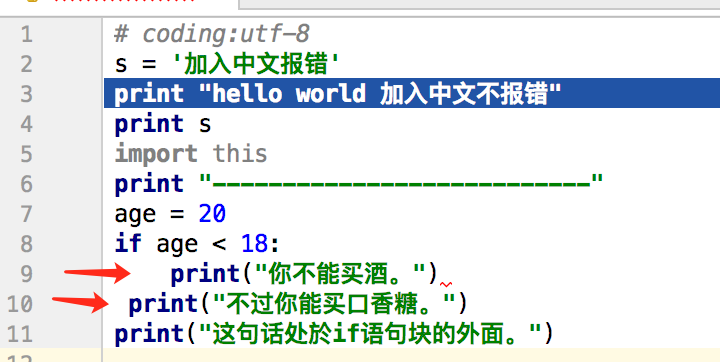 1 # coding:utf-8
2 s = '加入中文报错'
3 print "hello world 加入中文不报错"
4 print s
5 import this
6 print "---------------------------"
7 age = 20
8 if age < 18:
9     print("你不能买酒。")
10  print("不过你能买口香糖。")
11 print("这句话处於if语句块的外面。")